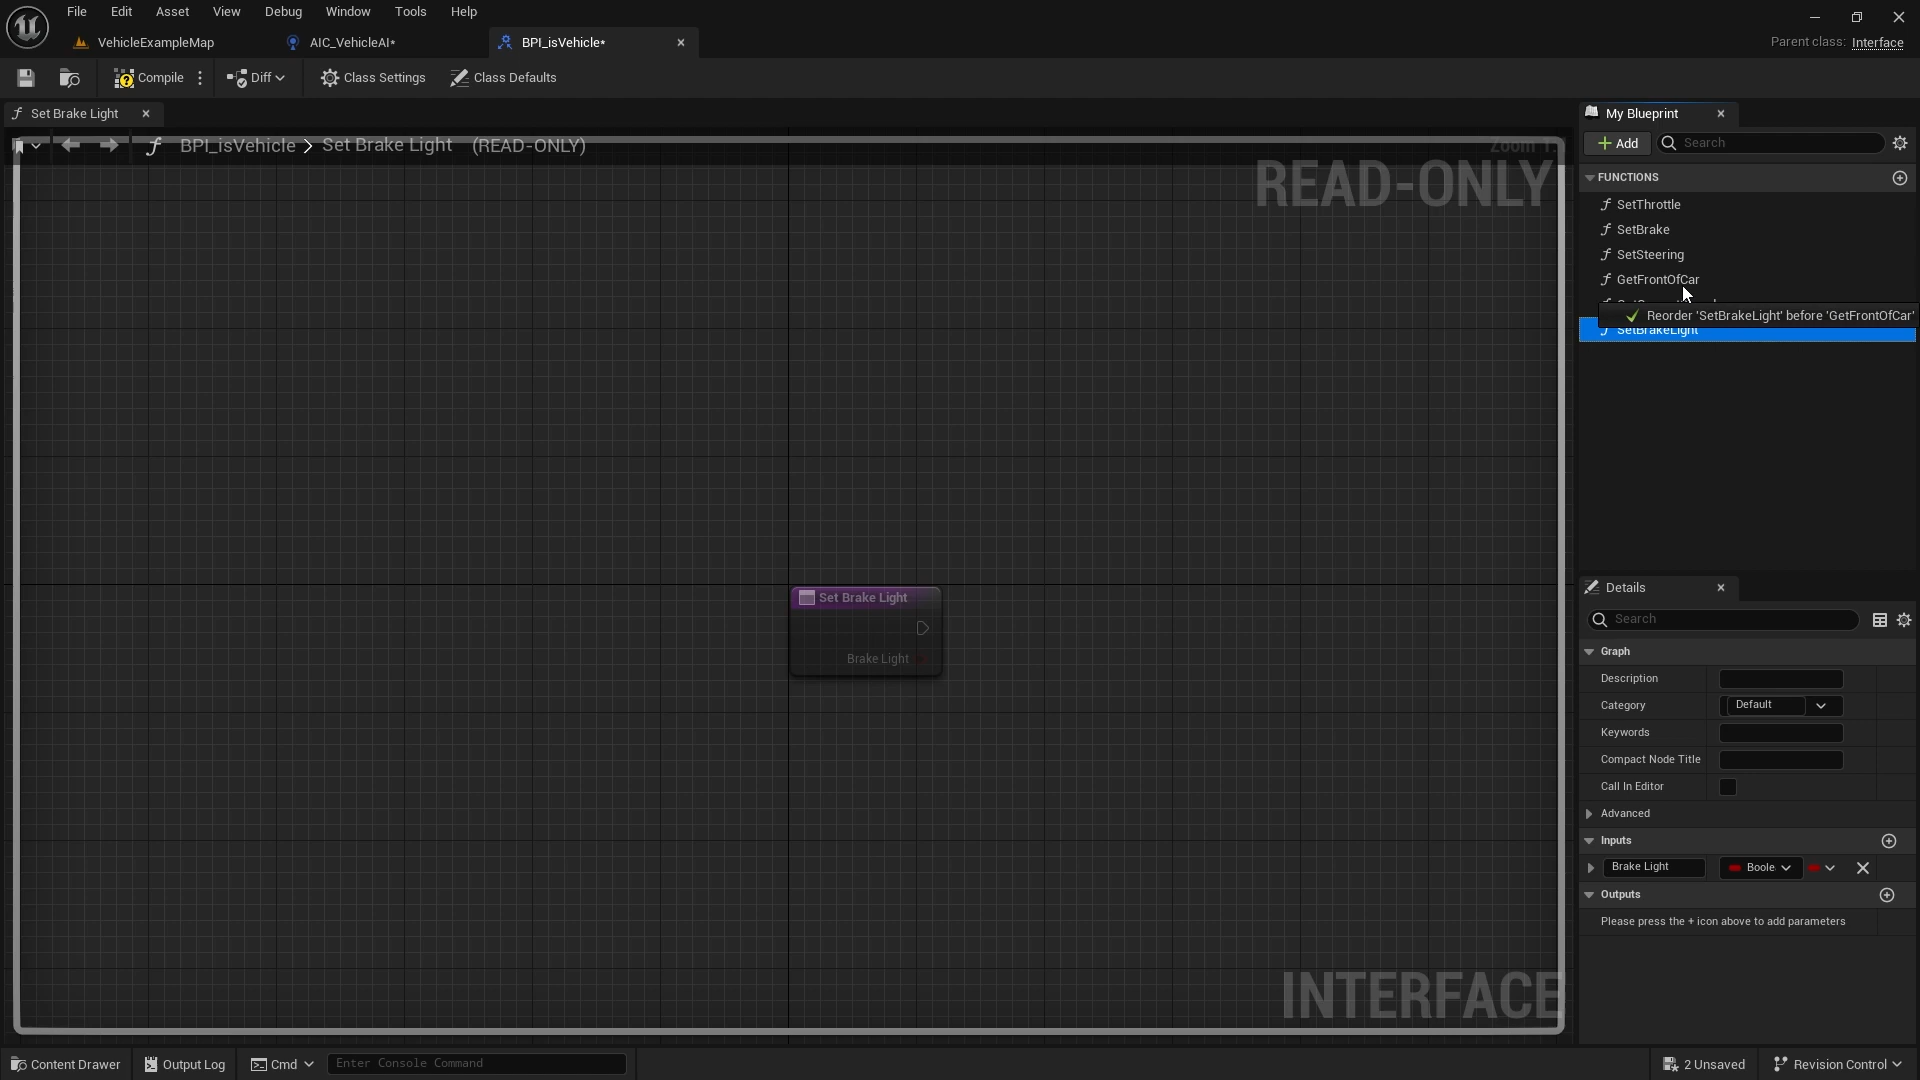 File Edit Asset View Debug Window Tools Help
VehicleExampleMap AIC_VehicleAI* BPI_isVehicle*
Parent class: Interface
Compile Diff Class Settings Class Defaults
Set Brake Light
BPI_isVehicle > Set Brake Light (READ-ONLY)
Zoom 1:
READ-ONLY
Set Brake Light
Brake Light
INTERFACE
My Blueprint
Add Search
FUNCTIONS
SetThrottle
SetBrake
SetSteering
GetFrontOfCar
Reorder 'SetBrakeLight' before 'GetFrontOfCar'
SetBrakeLight
Details
Search
Graph
Description
Category Default
Keywords
Compact Node Title
Call In Editor
Advanced
Inputs
Brake Light Boole
Outputs
Please press the + icon above to add parameters
Content Drawer Output Log Cmd Enter Console Command 2 Unsaved Revision Control